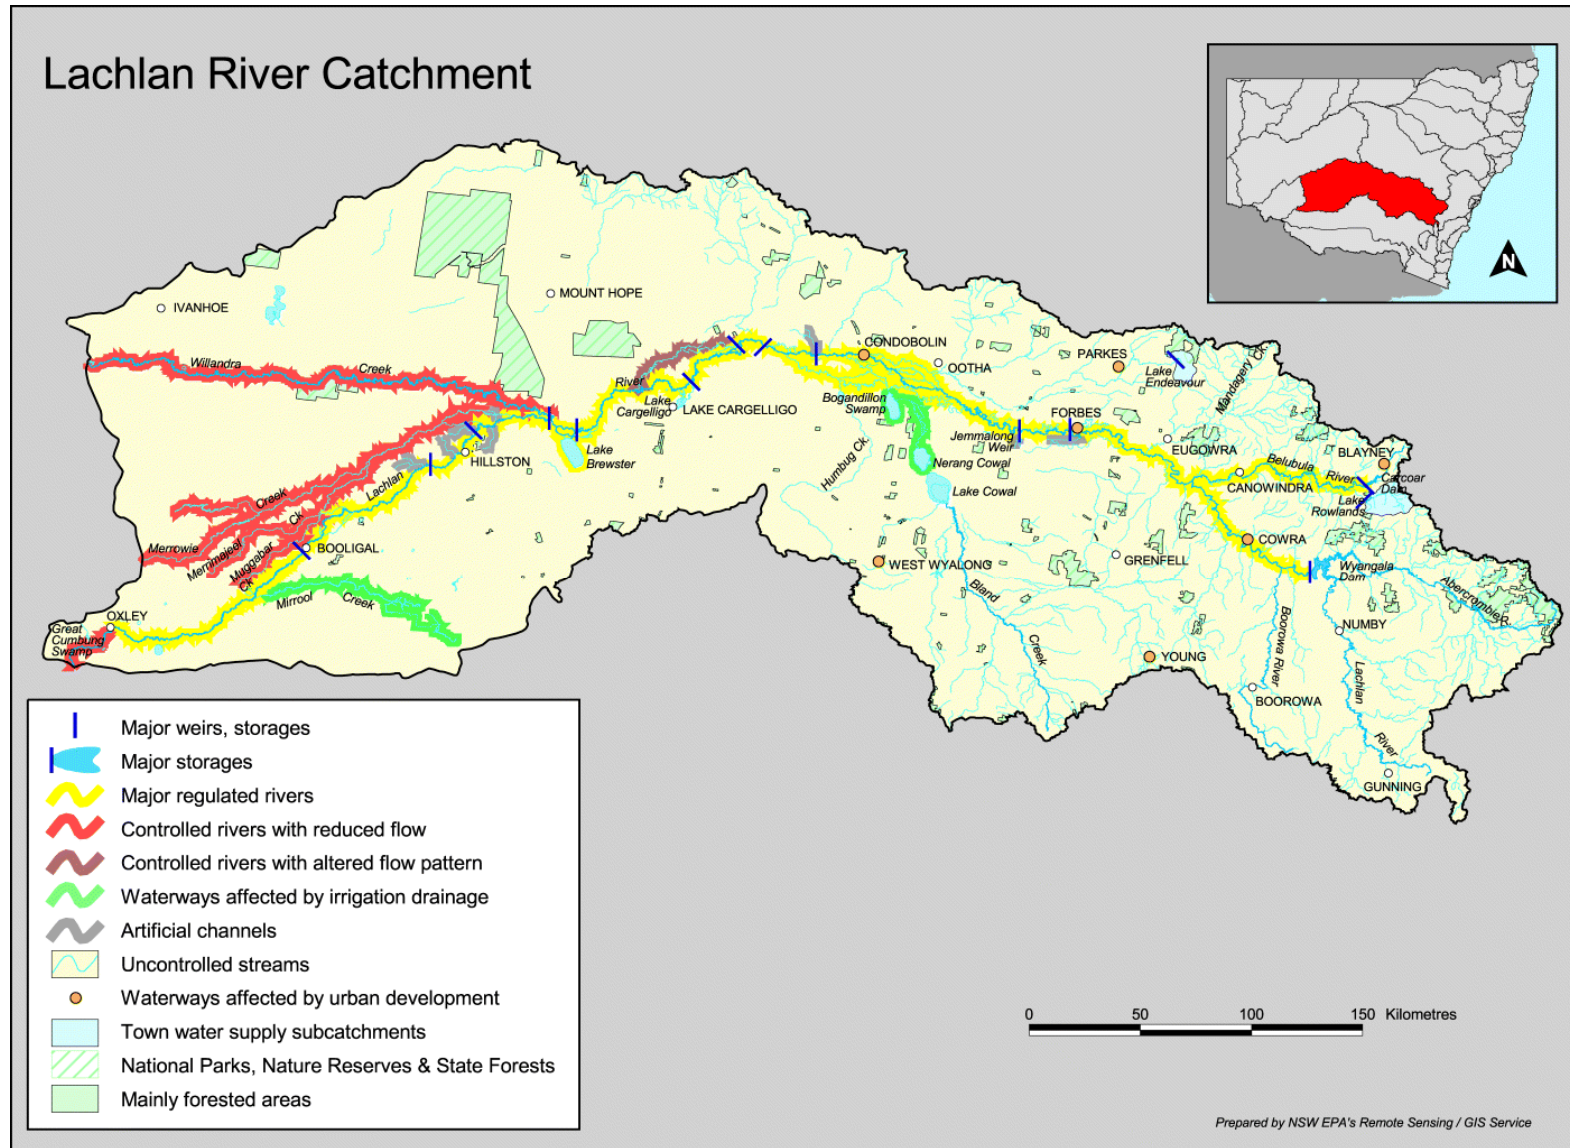 Lachlan River Catchment
N
IVANHOE
MOUNT HOPE
Willandra
Creek
River
Lake
Cargelligo
LAKE CARGELLIGO
CONDOBOLIN
OOTHA
PARKES
Lake
Endeavour
Mandagery Ck.
Bogandillon
Swamp
FORBES
Jemmalong
Weir
EUGOWRA
BLAYNEY
Belubula
River
Carcoar
Dam
CANOWINDRA
Lake
Rowlands
HILLSTON
Lake
Brewster
Humbug Ck.
Nerang Cowal
Lake Cowal
Lachlan
Creek
Ck
Merrowie
Merrimajeel
Muggabar
Ck
BOOLIGAL
COWRA
WEST WYALONG
GRENFELL
Wyangala
Dam
Abercrombie R.
Bland
Creek
Mirrool
Creek
OXLEY
Great
Cumbung
Swamp
NUMBY
Boorowa River
YOUNG
BOOROWA
Lachlan
River
GUNNING
Major weirs, storages
Major storages
Major regulated rivers
Controlled rivers with reduced flow
Controlled rivers with altered flow pattern
Waterways affected by irrigation drainage
Artificial channels
Uncontrolled streams
Waterways affected by urban development
Town water supply subcatchments
National Parks, Nature Reserves & State Forests
Mainly forested areas
0 50 100 150 Kilometres
Prepared by NSW EPA's Remote Sensing / GIS Service